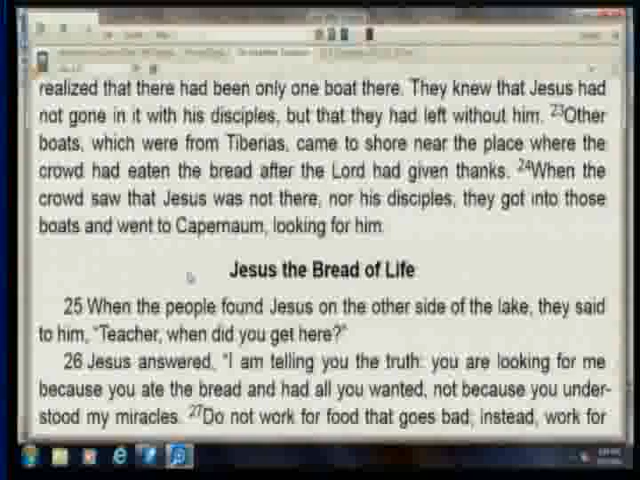 realized that there had been only one boat there. They knew that Jesus had
not gone in it with his disciples, but that they had left without him. 23Other
boats, which were from Tiberias, came to shore near the place where the
crowd had eaten the bread after the Lord had given thanks. 24When the
crowd saw that Jesus was not there, nor his disciples, they got into those
boats and went to Capernaum, looking for him.
Jesus the Bread of Life
25 When the people found Jesus on the other side of the lake, they said
to him, “Teacher, when did you get here?”
26 Jesus answered, “I am telling you the truth: you are looking for me
because you ate the bread and had all you wanted, not because you under-
stood my miracles. 27Do not work for food that goes bad; instead, work for